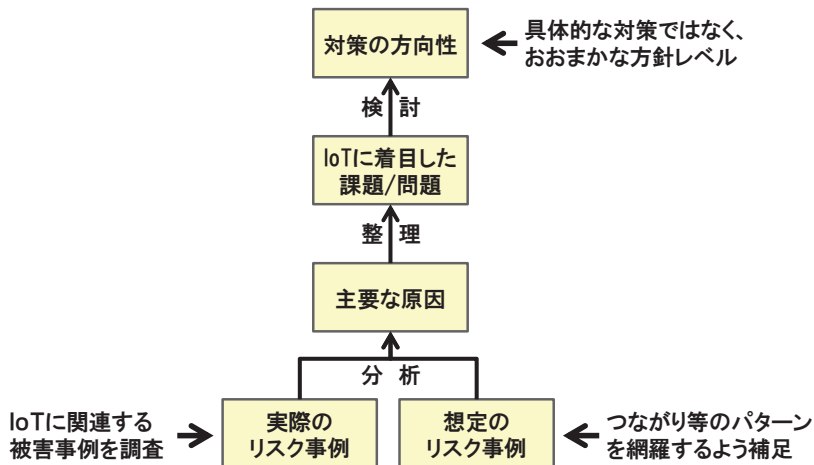 対策の方向性
具体的な対策ではなく、
おおまかな方針レベル
検 討
IoTに着目した
課題/問題
整 理
主要な原因
分 析
IoTに関連する
被害事例を調査
実際の
リスク事例
想定の
リスク事例
つながり等のパターン
を網羅するよう補足